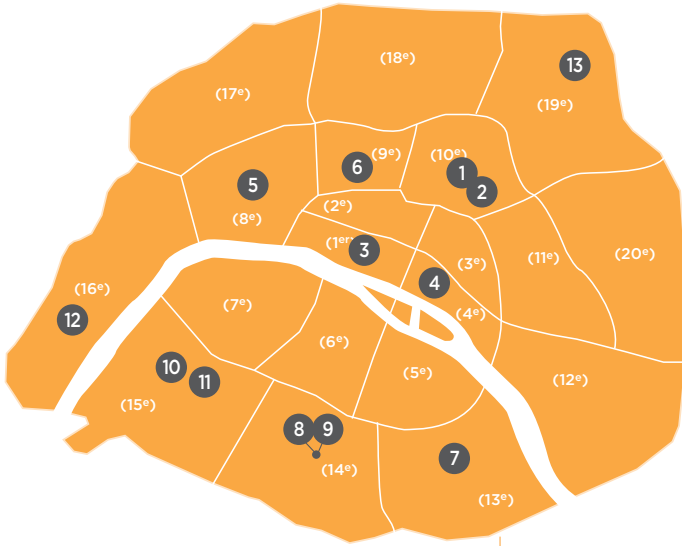 (18ᵉ)
13
(17ᵉ)
(19ᵉ)
(9ᵉ)
(10ᵉ)
6
1
5
2
(2ᵉ)
(8ᵉ)
(1ᵉʳ)
3
(3ᵉ)
(11ᵉ)
(20ᵉ)
4
(16ᵉ)
(7ᵉ)
(4ᵉ)
12
(6ᵉ)
10
(5ᵉ)
11
(12ᵉ)
(15ᵉ)
8
9
7
(14ᵉ)
(13ᵉ)